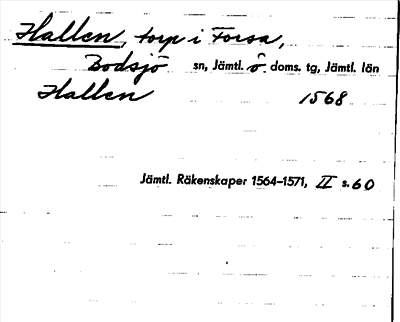 Hallen, torp i Forsa,
Bodsjö sn, Jämtl. ö. doms. tg, Jämtl. län
Hallen 1568
Jämtl. Räkenskaper 1564-1571, II s. 60